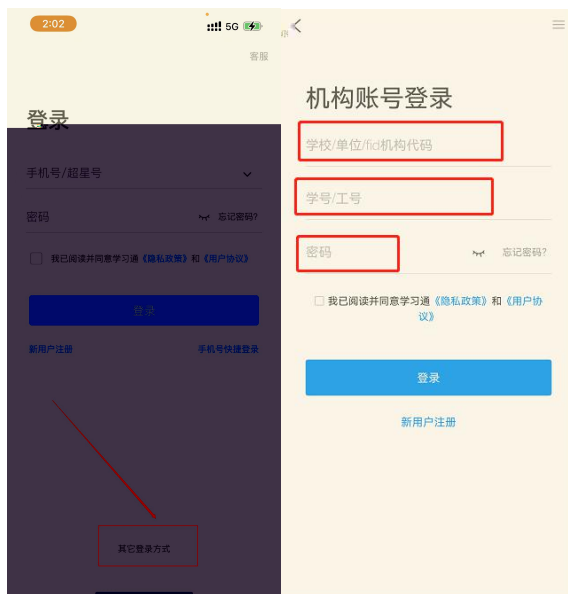 2:02
5G
客服
登录
手机号/超星号
密码
忘记密码?
我已阅读并同意学习通《隐私政策》和《用户协议》
登录
新用户注册
手机号快捷登录
其它登录方式
机构账号登录
学校/单位/fid机构代码
学号/工号
密码
忘记密码?
我已阅读并同意学习通《隐私政策》和《用户协
议》
登录
新用户注册